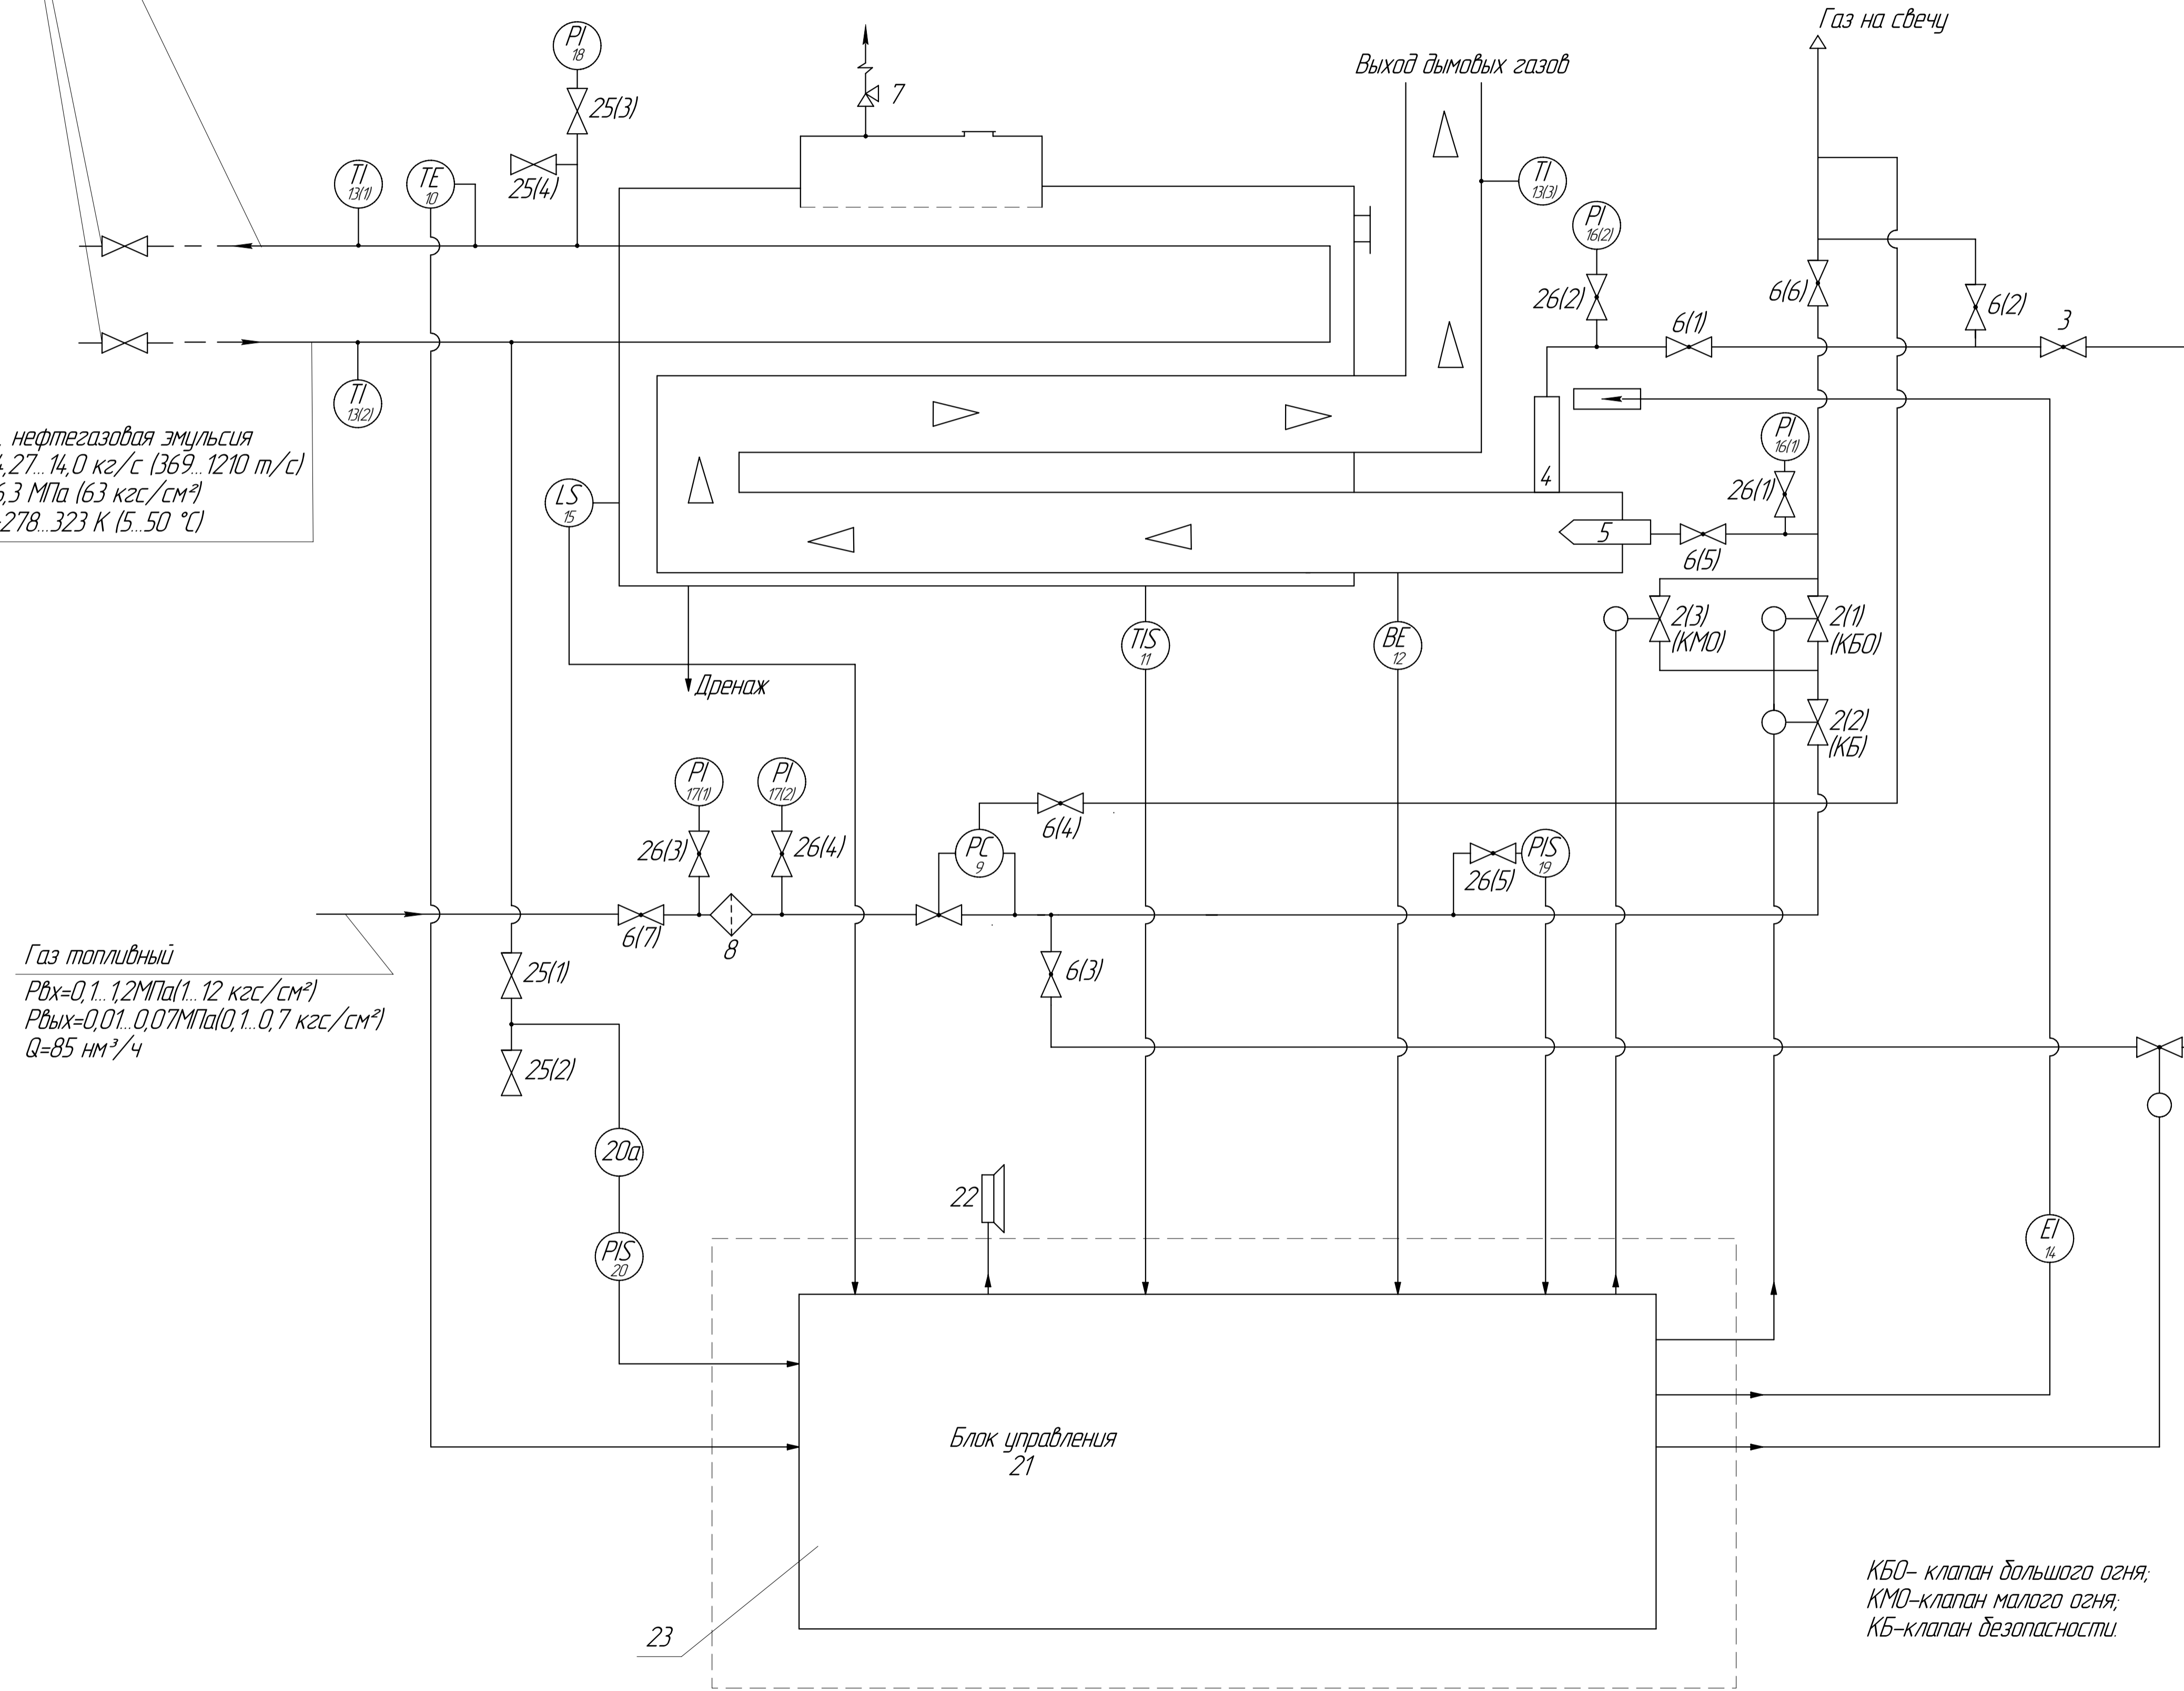 Газ на свечу
PI
18
7
Выход дымовых газов
25(3)
TI
13(1)
TE
10
25(4)
TI
13(3)
PI
16(2)
26(2)
6(1)
6(6)
6(2)
3
TI
13(2)
нефтегазовая эмульсия
4,27...14,0 кг/с (369...1210 т/с)
6,3 МПа (63 кгс/см²)
=278...323 К (5...50 °С)
LS
15
4
PI
16(1)
26(1)
5
6(5)
TIS
11
BE
12
2(3)
(КМО)
2(1)
(КБО)
Дренаж
2(2)
(КБ)
PI
17(1)
PI
17(2)
26(3)
26(4)
PC
9
6(4)
26(5)
PIS
19
6(7)
8
Газ топливный
Рвх=0,1...1,2МПа(1...12 кгс/см²)
Рвых=0,01...0,07МПа(0,1...0,7 кгс/см²)
Q=85 нм³/ч
25(1)
6(3)
25(2)
20а
22
PIS
20
EI
14
Блок управления
21
23
КБО- клапан большого огня;
КМО-клапан малого огня;
КБ-клапан безопасности.